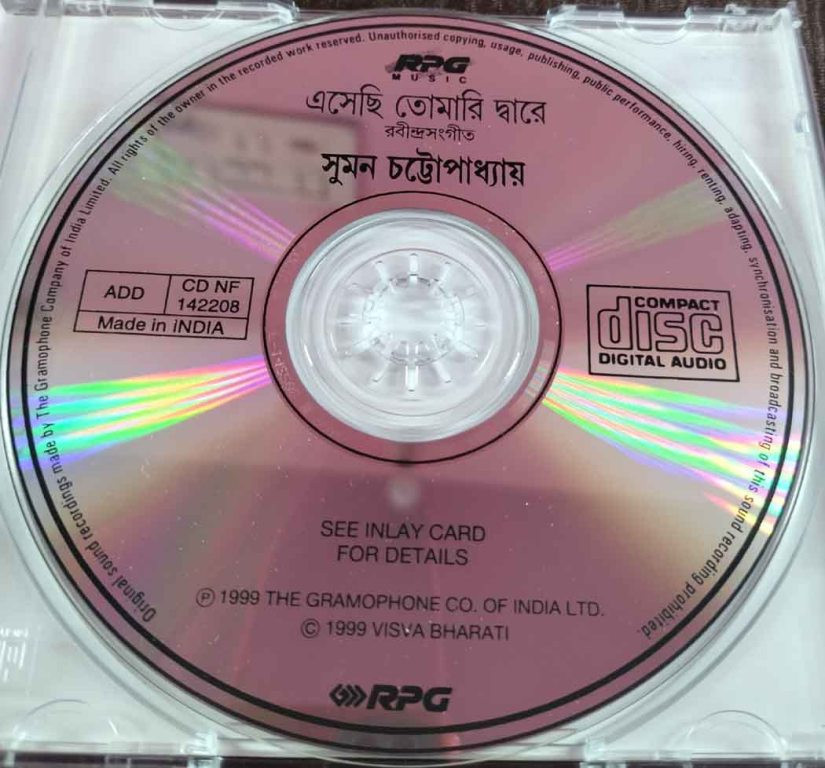 Original sound recordings made by The Gramophone Company of India Limited. All rights of the owner in the recorded work reserved. Unauthorised copying, usage, publishing, public performance, hiring, renting, adapting, synchronisation and broadcasting of this sound recording prohibited.
RPG
MUSIC
এসেছি তোমারি দ্বারে
রবীন্দ্রসংগীত
সুমন চট্টোপাধ্যায়
ADD
CD NF
142208
Made in iNDIA
COMPACT
disc
DIGITAL AUDIO
SEE INLAY CARD
FOR DETAILS
℗ 1999 THE GRAMOPHONE CO. OF INDIA LTD.
© 1999 VISVA BHARATI
RPG